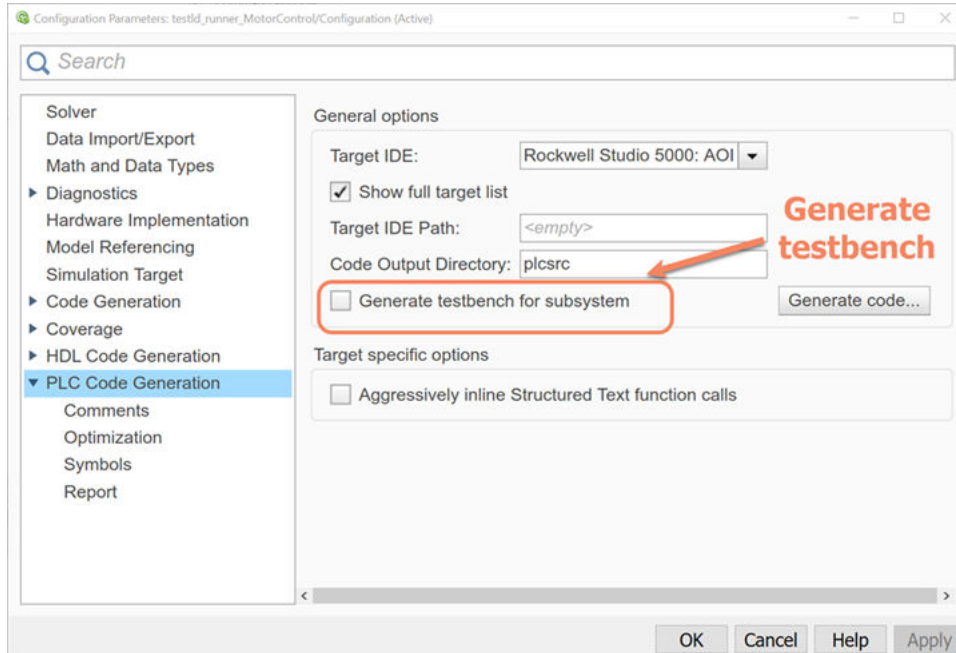 Configuration Parameters: testld_runner_MotorControl/Configuration (Active)
Search
Solver
Data Import/Export
Math and Data Types
Diagnostics
Hardware Implementation
Model Referencing
Simulation Target
Code Generation
Coverage
HDL Code Generation
PLC Code Generation
Comments
Optimization
Symbols
Report
General options
Target IDE: Rockwell Studio 5000: AOI
Show full target list
Target IDE Path: <empty>
Code Output Directory: plcsrc
Generate testbench for subsystem
Generate code...
Generate
testbench
Target specific options
Aggressively inline Structured Text function calls
OK Cancel Help Apply